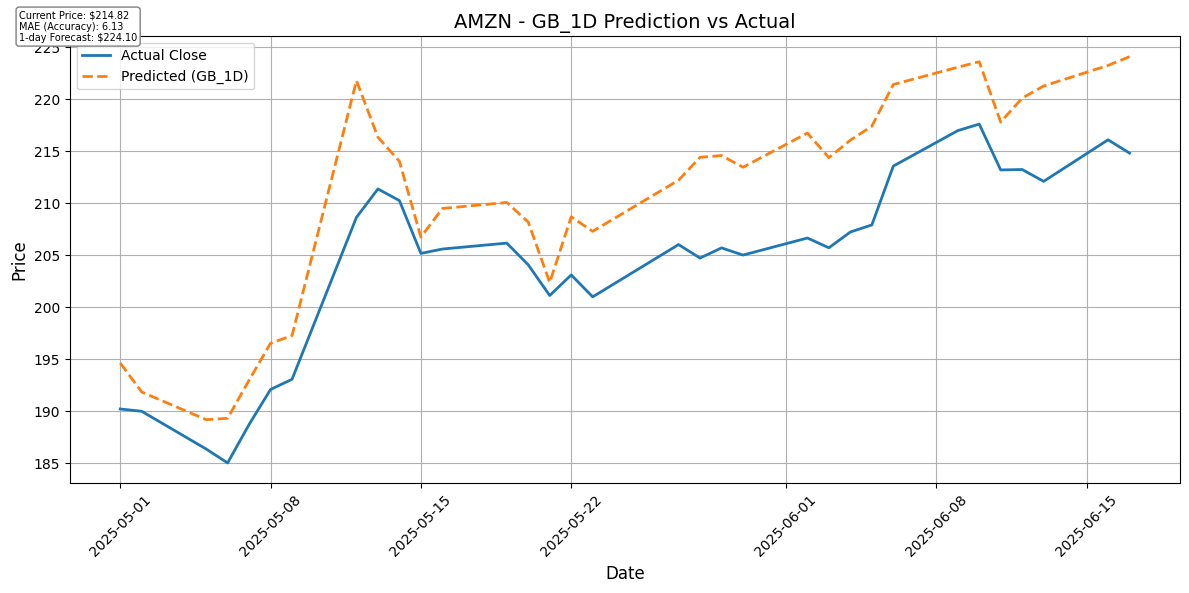 Current Price: $214.82
MAE (Accuracy): 6.13
1-day Forecast: $224.10
AMZN - GB_1D Prediction vs Actual
Actual Close
Predicted (GB_1D)
Price
225
220
215
210
205
200
195
190
185
2025-05-01
2025-05-08
2025-05-15
2025-05-22
2025-06-01
2025-06-08
2025-06-15
Date